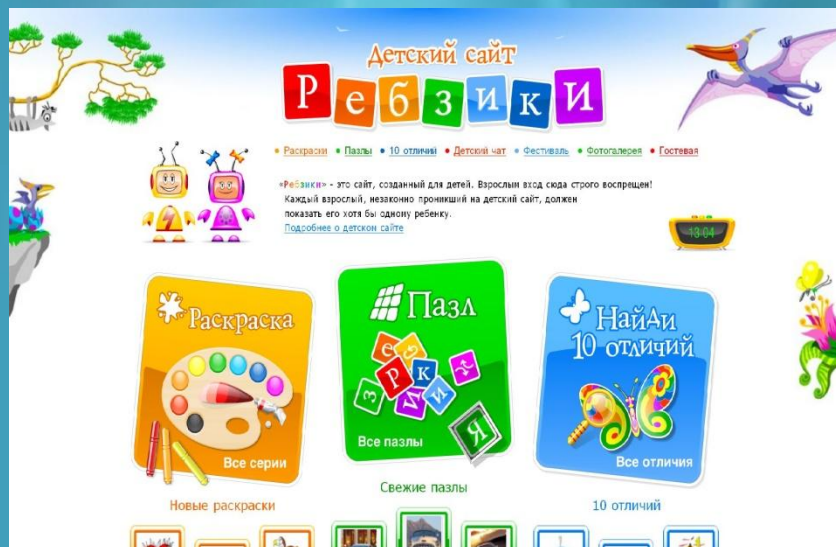 Детский сайт
Ребзики
• Раскраски • Пазлы • 10 отличий • Детский чат • Фестиваль • Фотогалерея • Гостевая
«Ребзики» - это сайт, созданный для детей. Взрослым вход сюда строго воспрещен!
Каждый взрослый, незаконно проникший на детский сайт, должен
показать его хотя бы одному ребенку.
Подробнее о детском сайте
13:04
Раскраска
Пазл
Найди
10 отличий
е
З Р К
И И
Я
Все серии
Все пазлы
Все отличия
Новые раскраски
Свежие пазлы
10 отличий